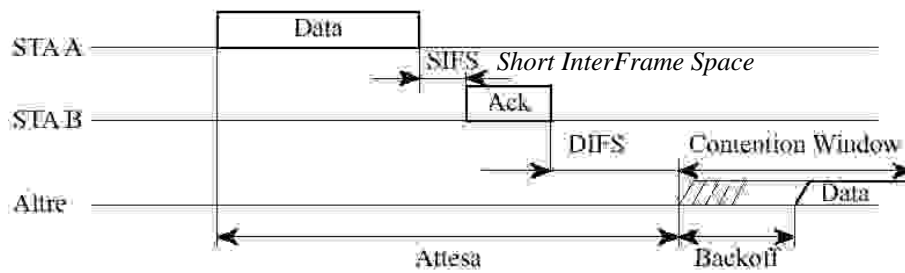 Data
STA A
SIFS Short InterFrame Space
Ack
STA B
DIFS Contention Window
Data
Altre
Attesa Backoff